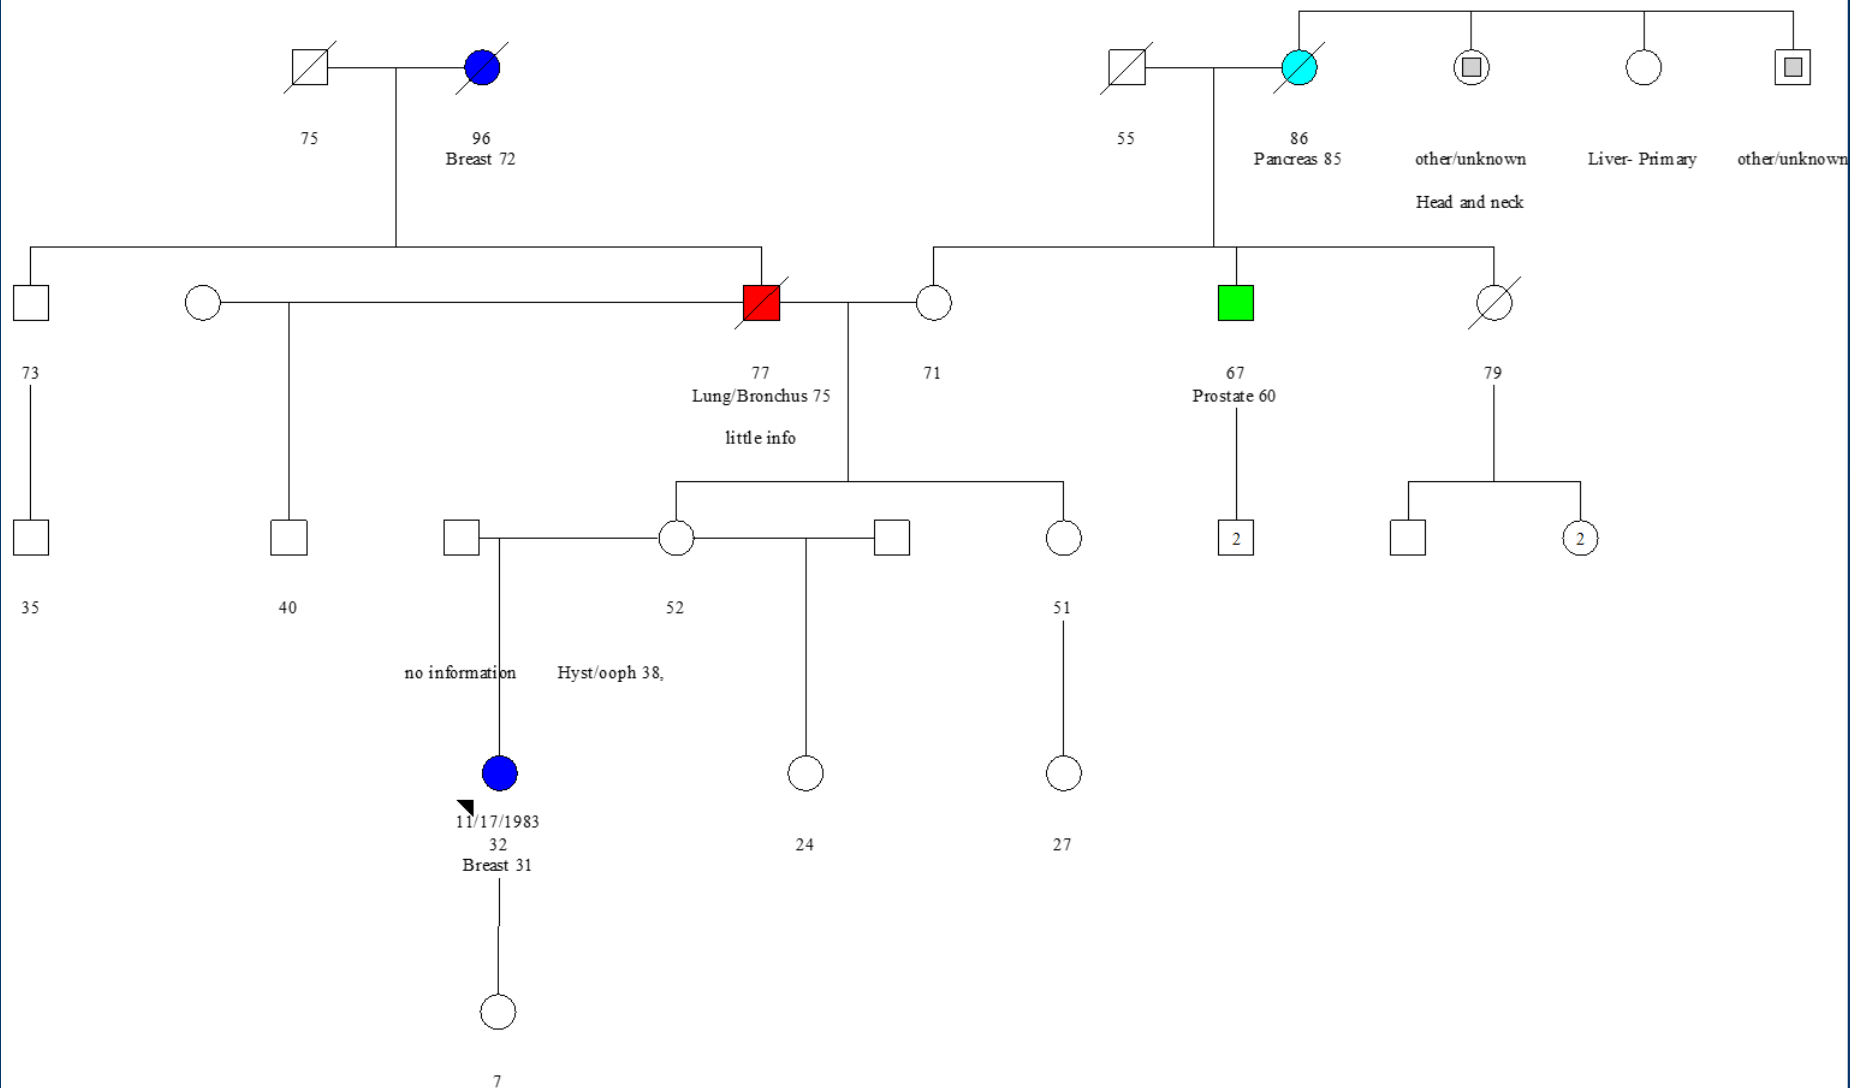 75
96
Breast 72
55
86
Pancreas 85
other/unknown
Head and neck
Liver- Primary
other/unknown
73
77
Lung/Bronchus 75
little info
71
67
Prostate 60
79
2
2
35
40
52
51
no information
Hyst/ooph 38,
11/17/1983
32
Breast 31
24
27
7